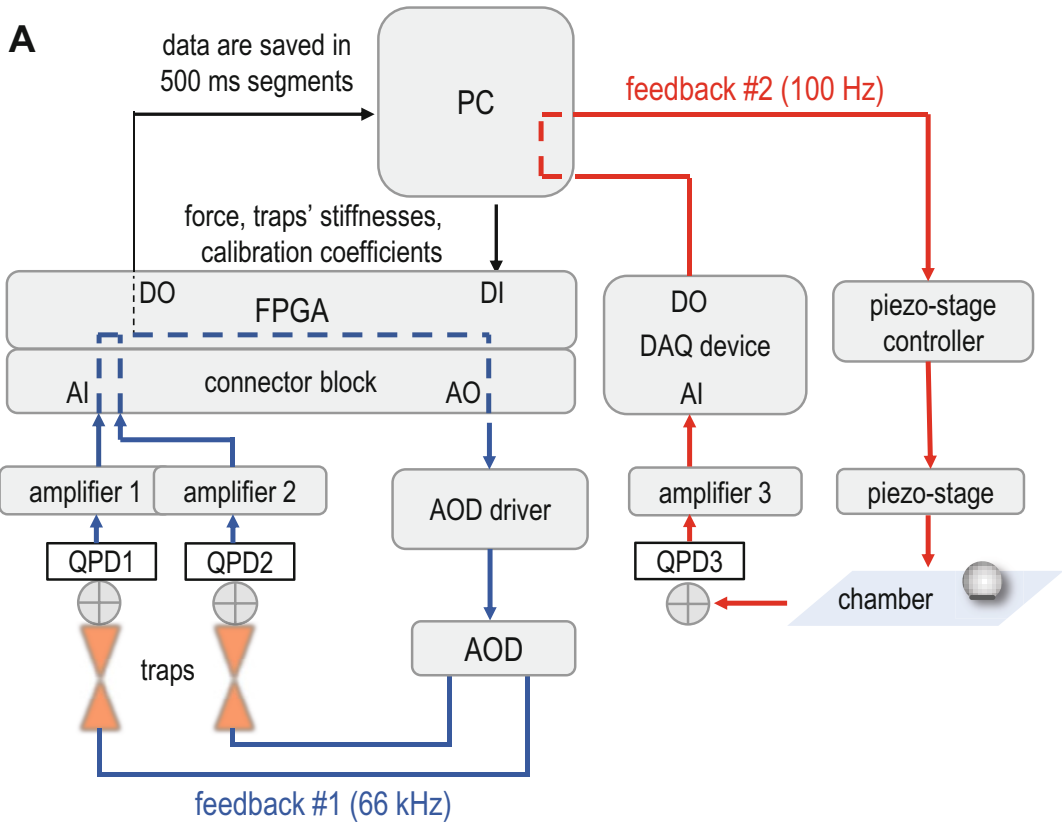 A
data are saved in
500 ms segments
PC
feedback #2 (100 Hz)
force, traps' stiffnesses,
calibration coefficients
DO
DI
FPGA
AI
connector block
AO
DO
DAQ device
AI
piezo-stage
controller
amplifier 1
amplifier 2
AOD driver
amplifier 3
piezo-stage
QPD1
QPD2
QPD3
chamber
traps
AOD
feedback #1 (66 kHz)